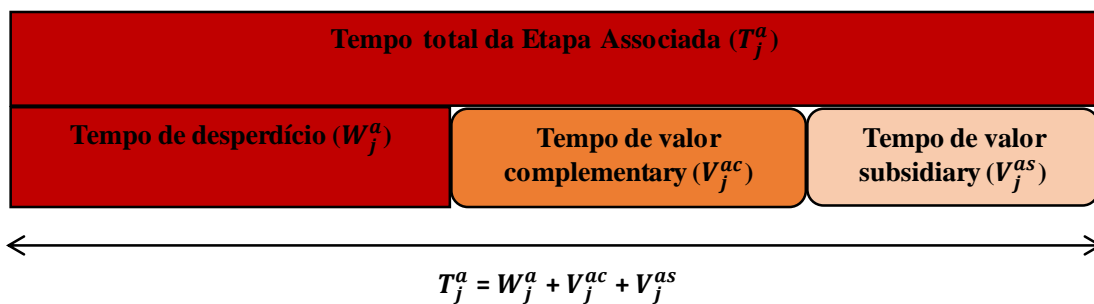 Tempo total da Etapa Associada ($T_j^a$)
Tempo de desperdício ($W_j^a$)
Tempo de valor
complementary ($V_j^{ac}$)
Tempo de valor
subsidiary ($V_j^{as}$)
$T_j^a = W_j^a + V_j^{ac} + V_j^{as}$